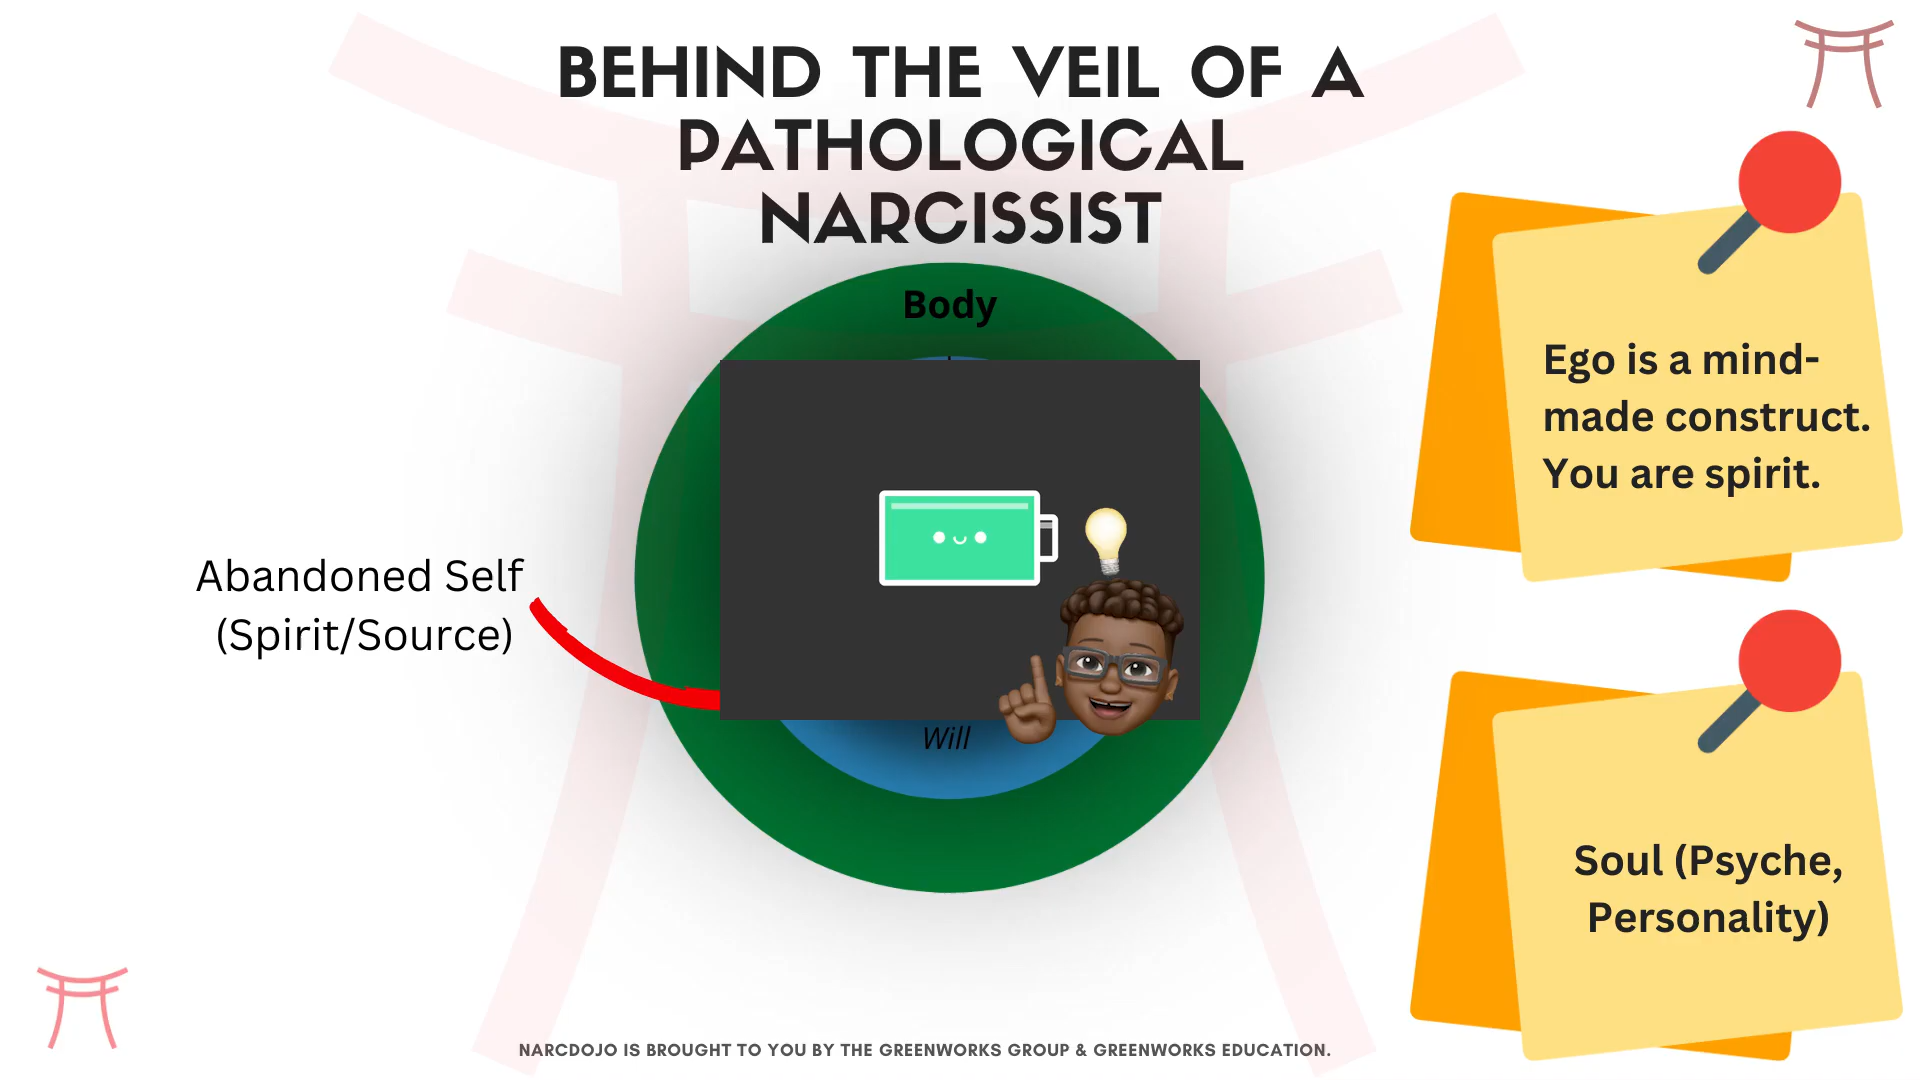 BEHIND THE VEIL OF A
PATHOLOGICAL
NARCISSIST
Body
Will
Abandoned Self
(Spirit/Source)
Ego is a mind-
made construct.
You are spirit.
Soul (Psyche,
Personality)
NARCDOJO IS BROUGHT TO YOU BY THE GREENWORKS GROUP & GREENWORKS EDUCATION.